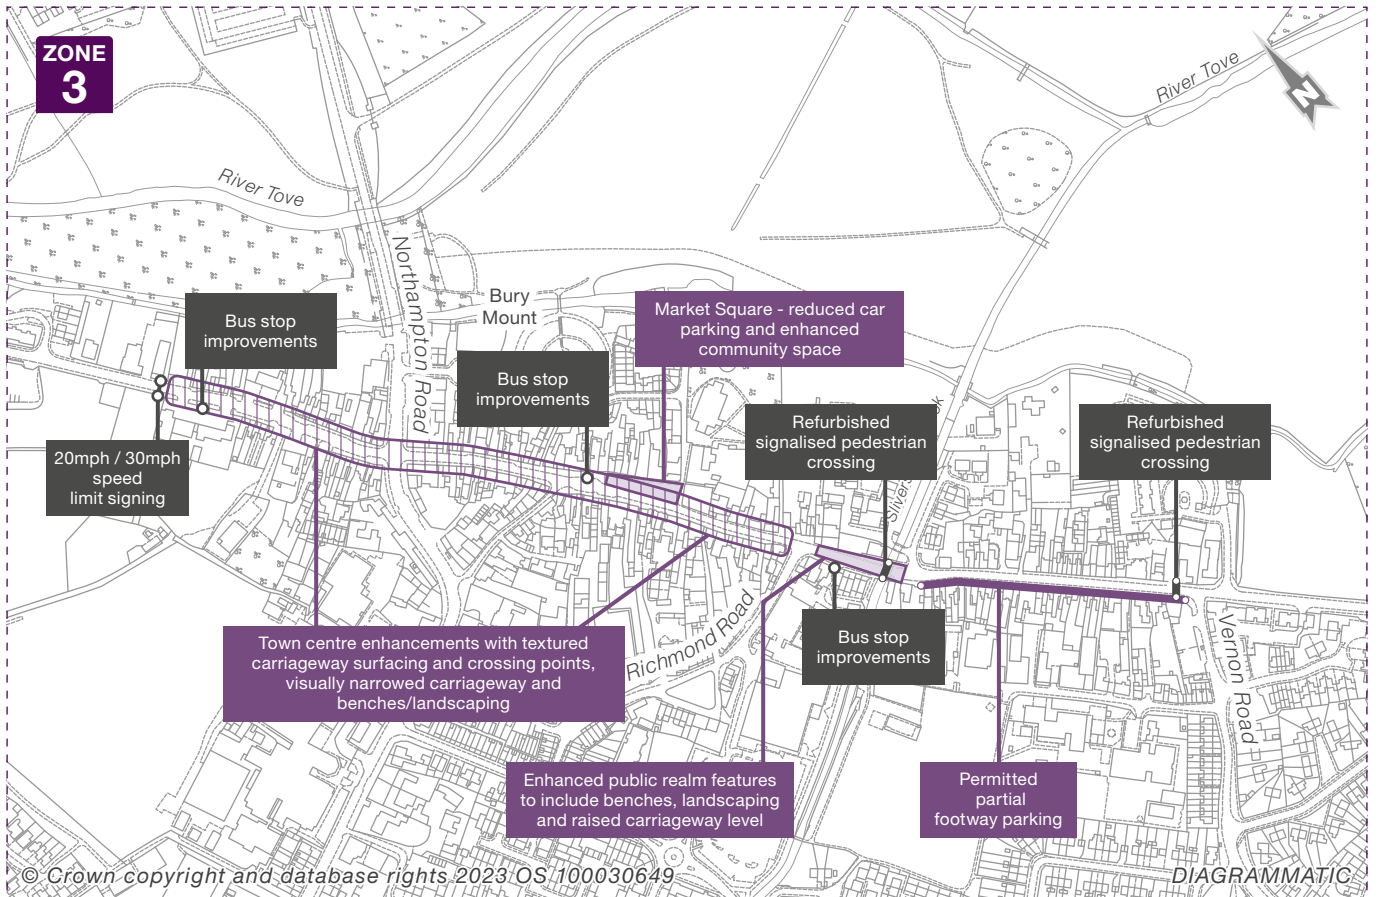 ZONE
3
River Tove
River Tove
N
Northampton Road
Bury
Mount
Bus stop
improvements
Market Square - reduced car
parking and enhanced
community space
Bus stop
improvements
Refurbished
signalised pedestrian
crossing
Refurbished
signalised pedestrian
crossing
20mph / 30mph
speed
limit signing
Town centre enhancements with textured
carriageway surfacing and crossing points,
visually narrowed carriageway and
benches/landscaping
Richmond Road
Bus stop
improvements
Vernon Road
Enhanced public realm features
to include benches, landscaping
and raised carriageway level
Permitted
partial
footway parking
© Crown copyright and database rights 2023 OS 100030649
DIAGRAMMATIC